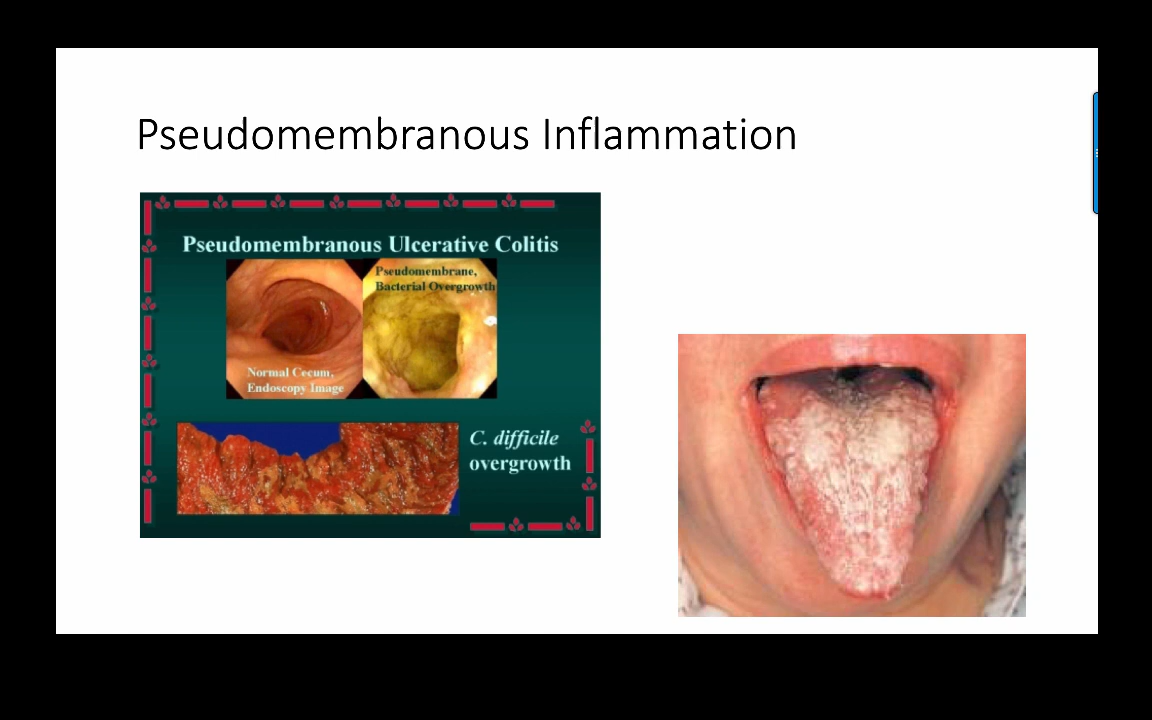 Pseudomembranous Inflammation
Pseudomembranous Ulcerative Colitis
Pseudomembrane,
Bacterial Overgrowth
Normal Cecum,
Endoscopy Image
C. difficile
overgrowth